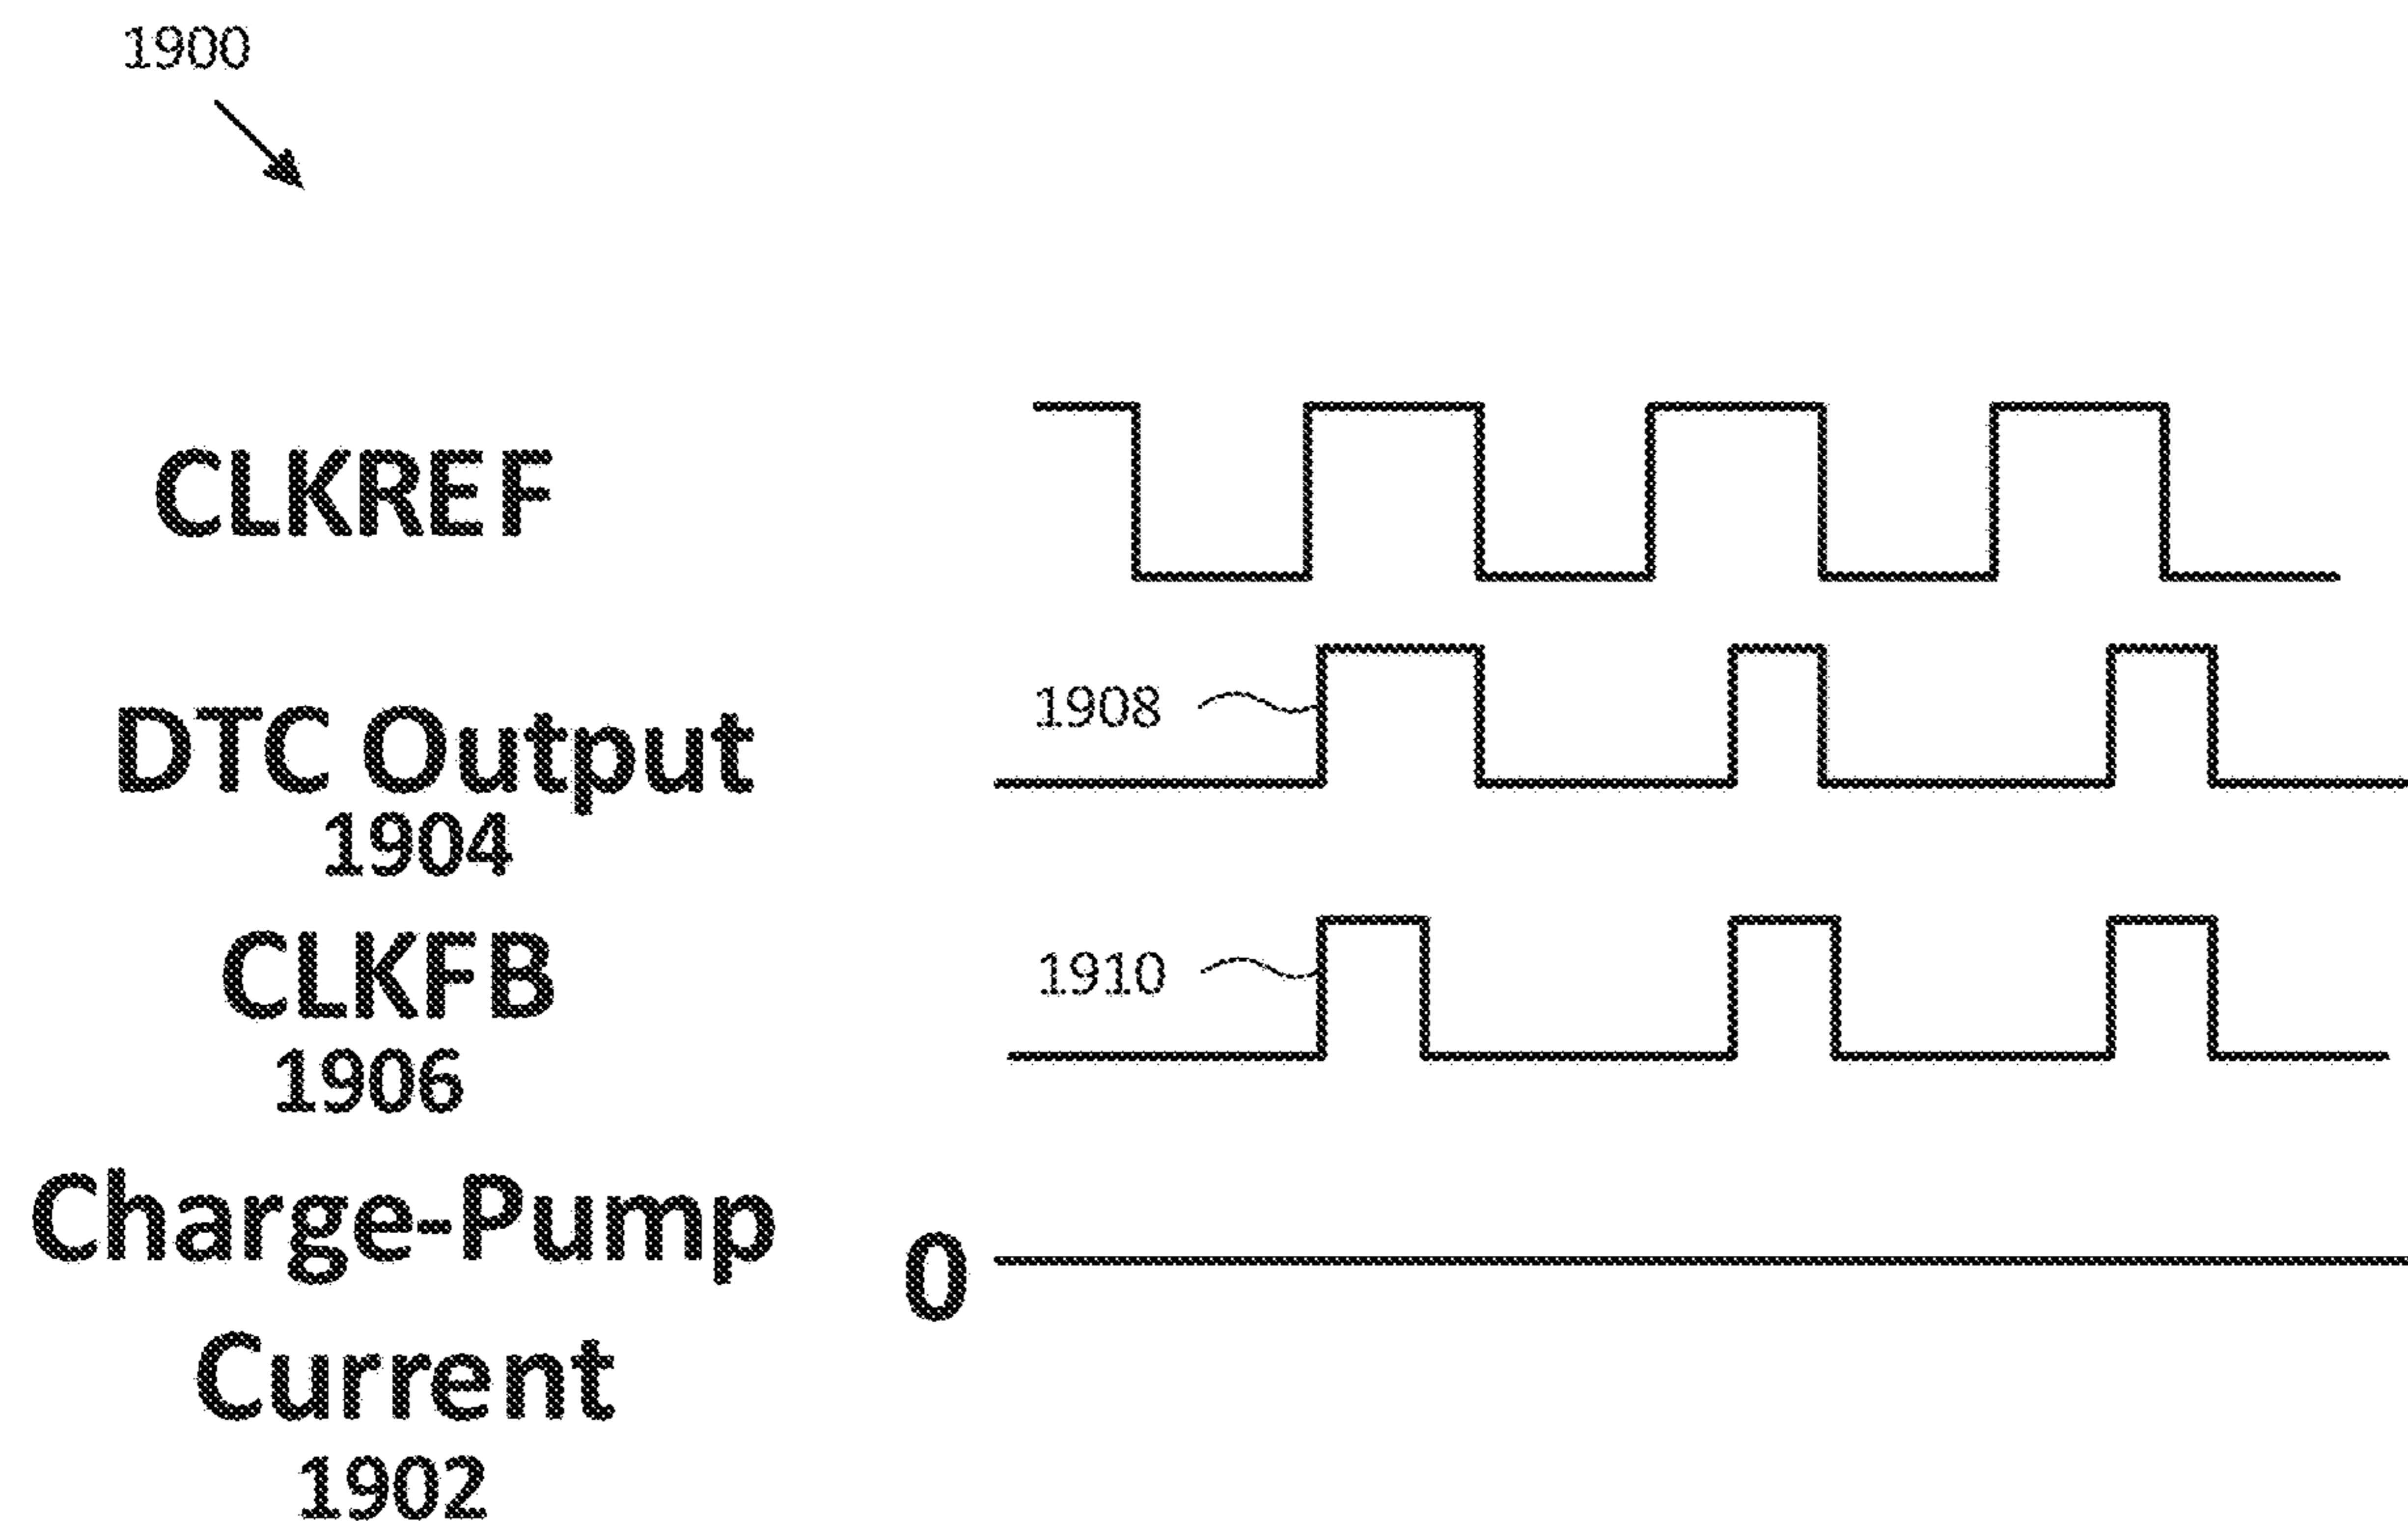 1900
CLKREF
DTC Output
1904
1908
CLKFB
1906
1910
Charge-Pump
Current
1902
0